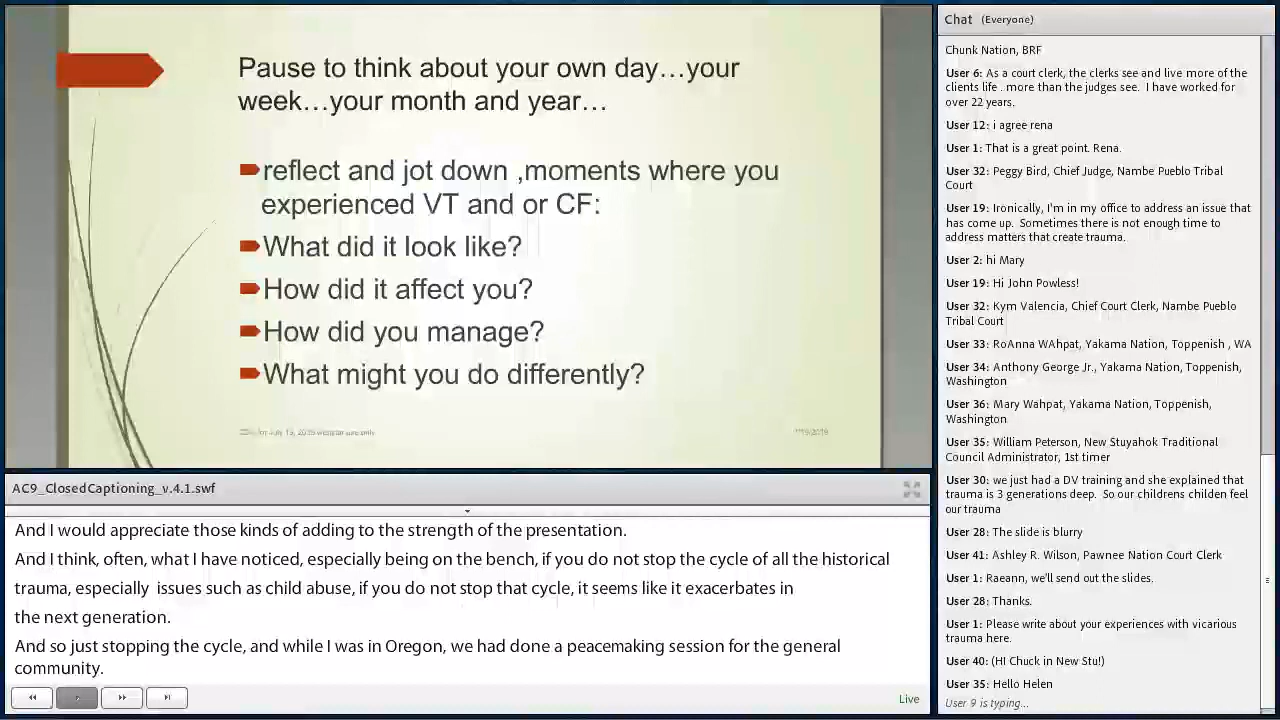 Pause to think about your own day…your
week…your month and year…
reflect and jot down ,moments where you
experienced VT and or CF:
What did it look like?
How did it affect you?
How did you manage?
What might you do differently?
AC9_ClosedCaptioning_v.4.1.swf
And I would appreciate those kinds of adding to the strength of the presentation.
And I think, often, what I have noticed, especially being on the bench, if you do not stop the cycle of all the historical
trauma, especially issues such as child abuse, if you do not stop that cycle, it seems like it exacerbates in
the next generation.
And so just stopping the cycle, and while I was in Oregon, we had done a peacemaking session for the general
community.
Live
Chat (Everyone)
Chunk Nation, BRF
User 6: As a court clerk, the clerks see and live more of the
clients life . more than the judges see. I have worked for
over 22 years.
User 12: i agree rena
User 1: That is a great point. Rena.
User 32: Peggy Bird, Chief Judge, Nambe Pueblo Tribal
Court
User 19: Ironically, I'm in my office to address an issue that
has come up. Sometimes there is not enough time to
address matters that create trauma.
User 2: hi Mary
User 19: Hi John Powless!
User 32: Kym Valencia, Chief Court Clerk, Nambe Pueblo
Tribal Court
User 33: RoAnna WAhpat, Yakama Nation, Toppenish , WA
User 34: Anthony George Jr., Yakama Nation, Toppenish,
Washington
User 36: Mary Wahpat, Yakama Nation, Toppenish,
Washington
User 35: William Peterson, New Stuyahok Traditional
Council Administrator, 1st timer
User 30: we just had a DV training and she explained that
trauma is 3 generations deep. So our childrens childen feel
our trauma
User 28: The slide is blurry
User 41: Ashley R. Wilson, Pawnee Nation Court Clerk
User 1: Raeann, we'll send out the slides.
User 28: Thanks.
User 1: Please write about your experiences with vicarious
trauma here.
User 40: (HI Chuck in New Stu!)
User 35: Hello Helen
User 9 is typing...